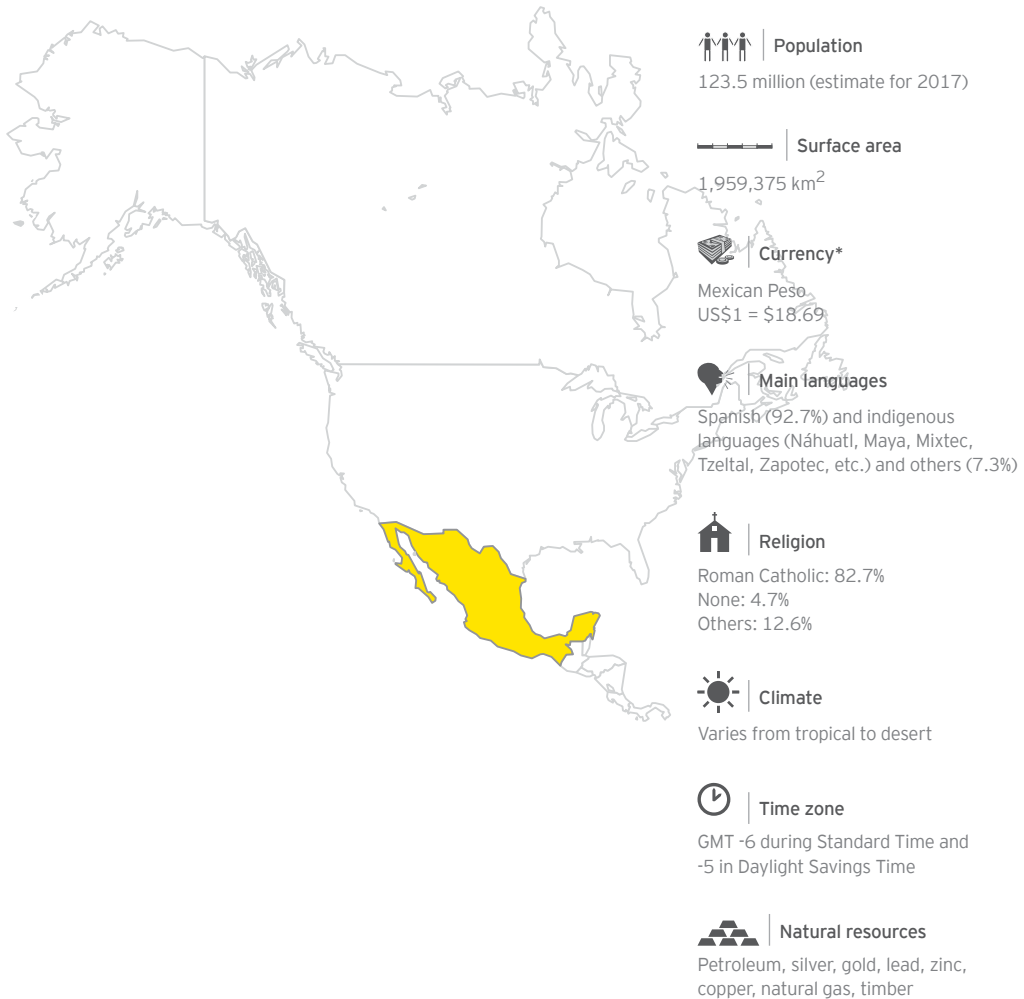 Population
123.5 million (estimate for 2017)
Surface area
1,959,375 km²
Currency*
Mexican Peso
US$1 = $18.69
Main languages
Spanish (92.7%) and indigenous
languages (Náhuatl, Maya, Mixtec,
Tzeltal, Zapotec, etc.) and others (7.3%)
Religion
Roman Catholic: 82.7%
None: 4.7%
Others: 12.6%
Climate
Varies from tropical to desert
Time zone
GMT -6 during Standard Time and
-5 in Daylight Savings Time
Natural resources
Petroleum, silver, gold, lead, zinc,
copper, natural gas, timber